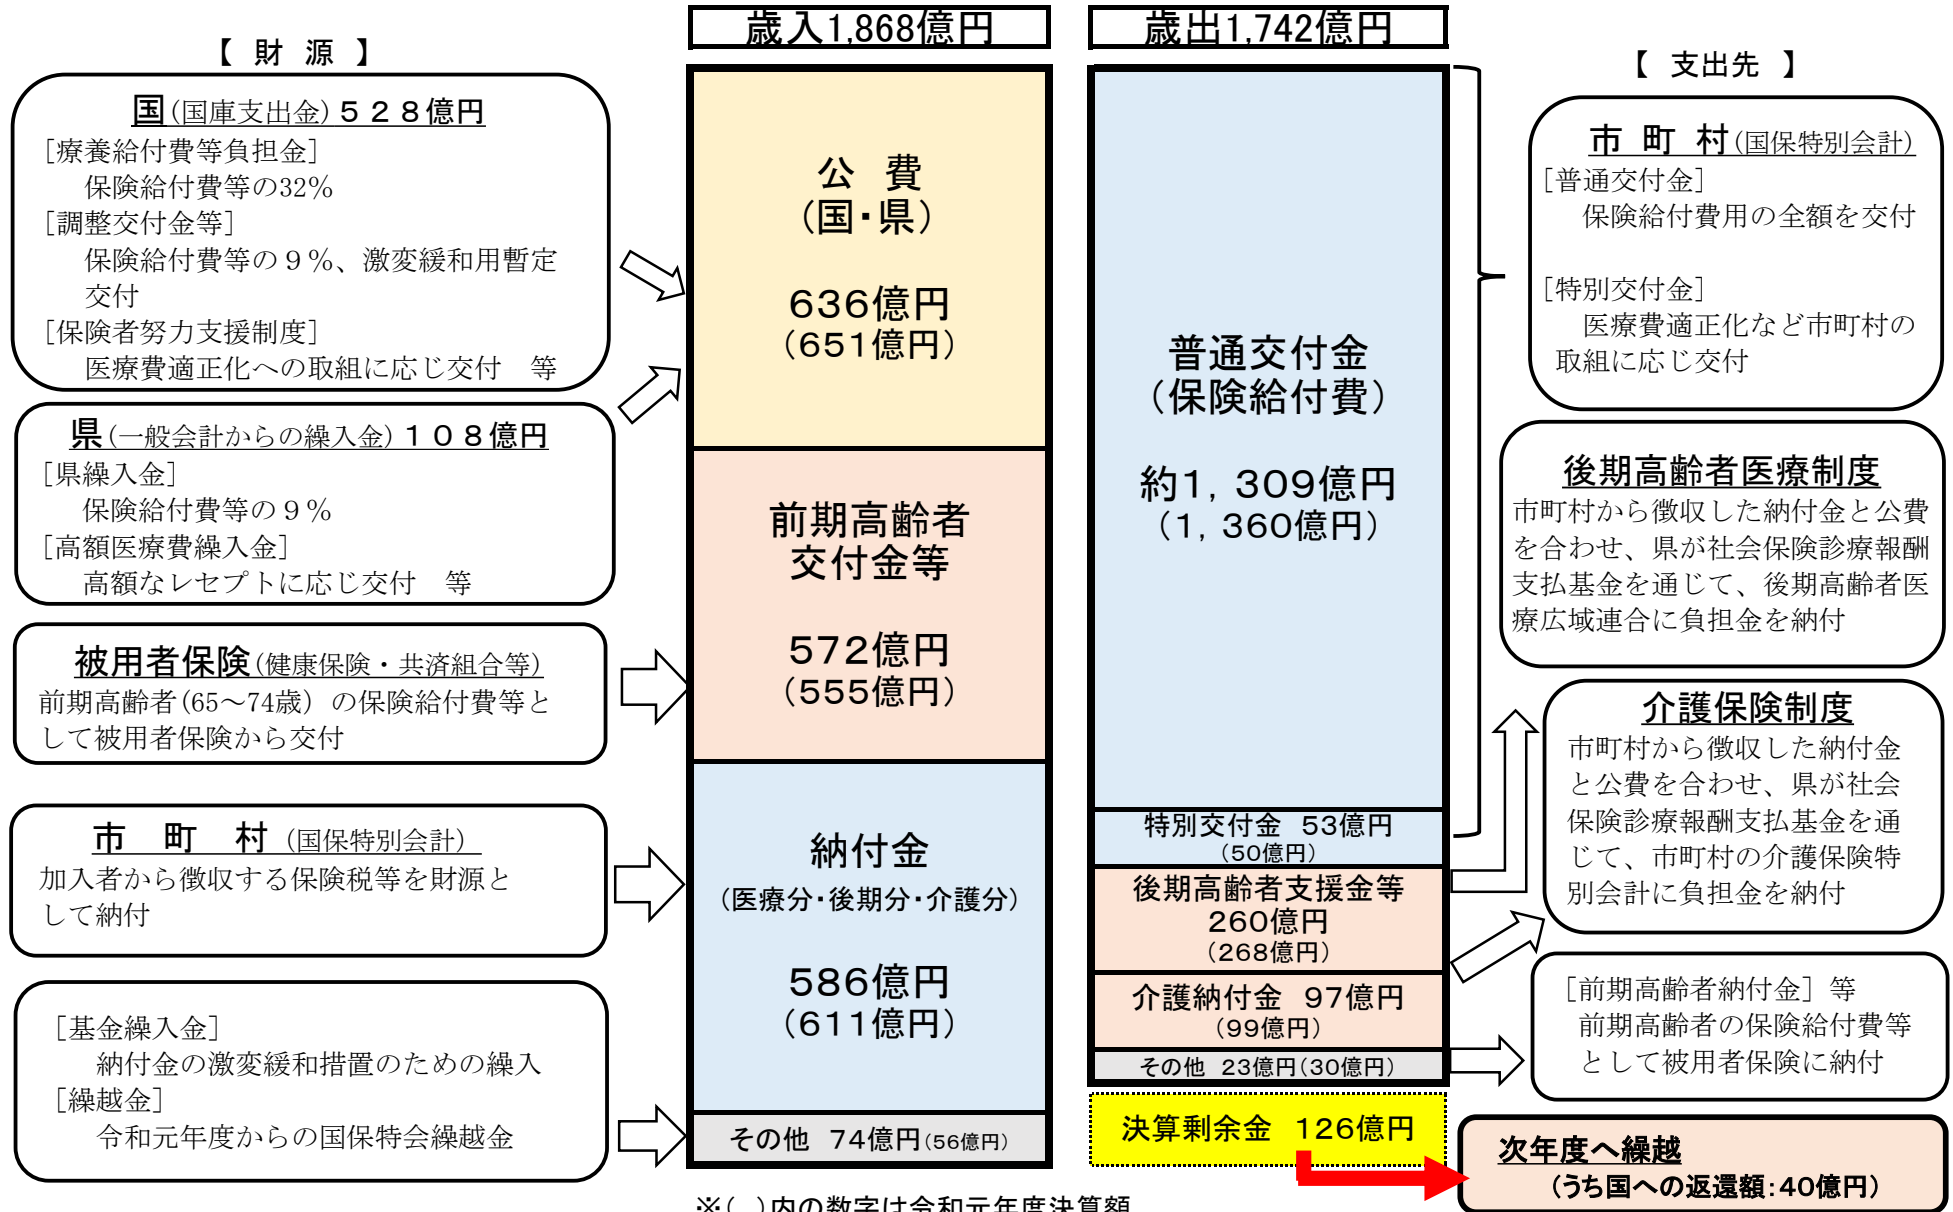 歳入1,868億円
歳出1,742億円
【 財 源 】
国(国庫支出金)５２８億円
[療養給付費等負担金]
保険給付費等の32％
[調整交付金等]
保険給付費等の９％、激変緩和用暫定
交付
[保険者努力支援制度]
医療費適正化への取組に応じ交付　等
県(一般会計からの繰入金)１０８億円
[県繰入金]
保険給付費等の９％
[高額医療費繰入金]
高額なレセプトに応じ交付　等
被用者保険(健康保険・共済組合等)
前期高齢者(65～74歳) の保険給付費等と
して被用者保険から交付
市　町　村 (国保特別会計)
加入者から徴収する保険税等を財源と
して納付
[基金繰入金]
納付金の激変緩和措置のための繰入
[繰越金]
令和元年度からの国保特会繰越金
公　費
（国・県）
636億円
（651億円）
前期高齢者
交付金等
572億円
（555億円）
納付金
（医療分・後期分・介護分）
586億円
（611億円）
その他　74億円（56億円）
普通交付金
（保険給付費）
約1，309億円
（1，360億円）
特別交付金　53億円
（50億円）
後期高齢者支援金等
260億円
（268億円）
介護納付金　97億円
（99億円）
その他　23億円（30億円）
決算剰余金　126億円
【 支出先 】
市 町 村(国保特別会計)
[普通交付金]
保険給付費用の全額を交付
[特別交付金]
医療費適正化など市町村の
取組に応じ交付
後期高齢者医療制度
市町村から徴収した納付金と公費
を合わせ、県が社会保険診療報酬
支払基金を通じて、後期高齢者医
療広域連合に負担金を納付
介護保険制度
市町村から徴収した納付金
と公費を合わせ、県が社会
保険診療報酬支払基金を通
じて、市町村の介護保険特
別会計に負担金を納付
[前期高齢者納付金] 等
前期高齢者の保険給付費等
として被用者保険に納付
次年度へ繰越
（うち国への返還額：40億円）
※（ ）内の数字は令和元年度決算額